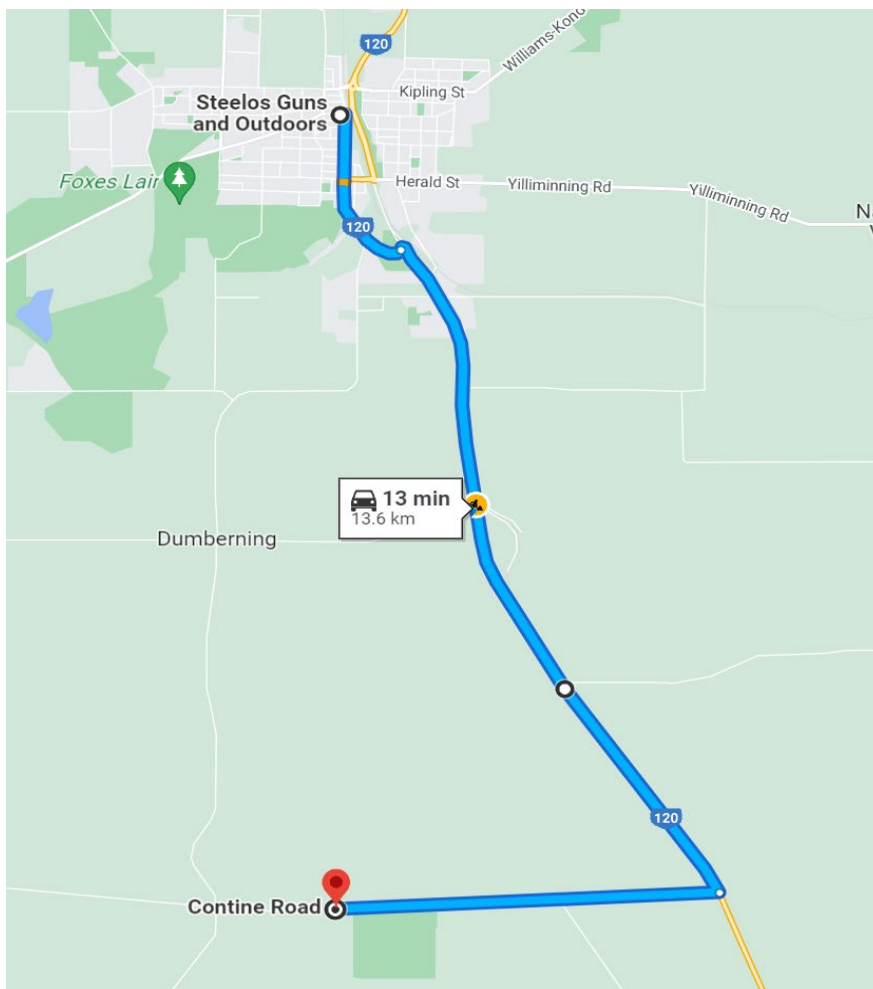 120
Williams-Kond
Kipling St
Steelos Guns
and Outdoors
Foxes Lair
Herald St
Yilliminning Rd
Yilliminning Rd
120
13 min
13.6 km
Dumberning
120
Contine Road